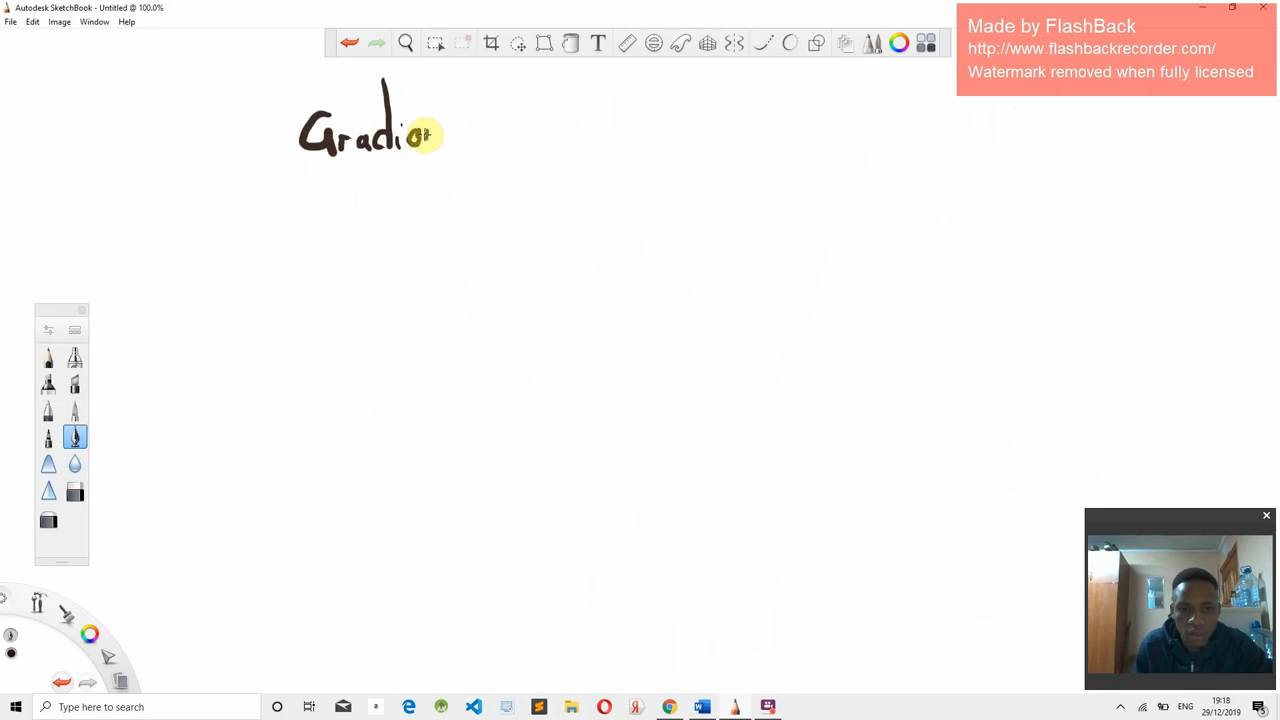 Autodesk SketchBook - Untitled @ 100.0%
File Edit Image Window Help
Made by FlashBack
http://www.flashbackrecorder.com/
Watermark removed when fully licensed
T
Type here to search
a
ENG
19:18
29/12/2019
5